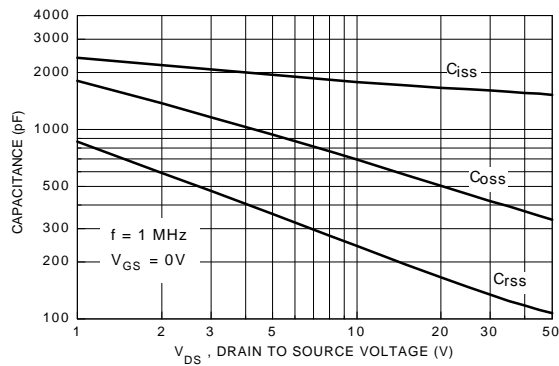 4000
2000
1000
500
300
200
100
CAPACITANCE (pF)
Ciss
Coss
Crss
f = 1 MHz
VGS = 0V
1 2 3 5 10 20 30 50
VDS , DRAIN TO SOURCE VOLTAGE (V)